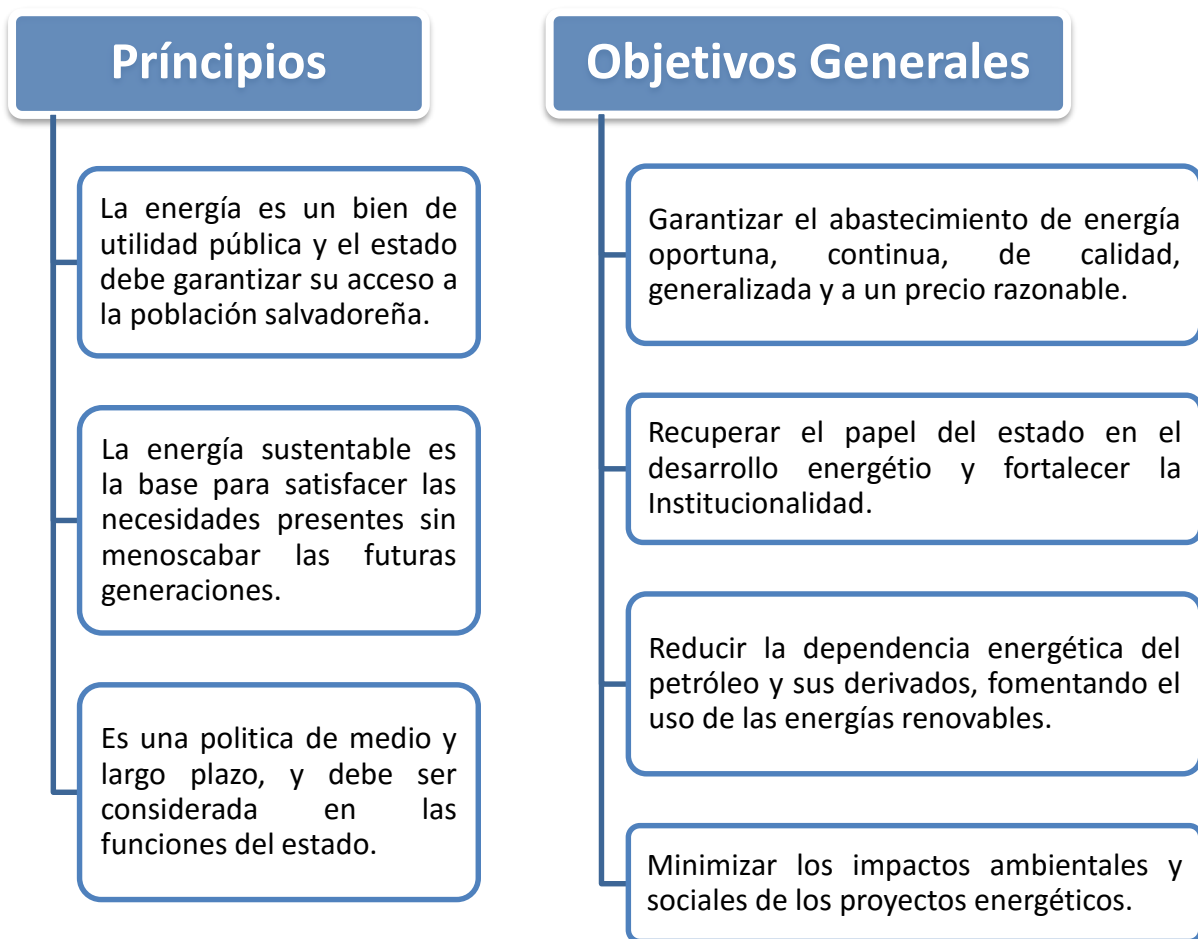 Príncipios
La energía es un bien de
utilidad pública y el estado
debe garantizar su acceso a
la población salvadoreña.
La energía sustentable es
la base para satisfacer las
necesidades presentes sin
menoscabar las futuras
generaciones.
Es una politica de medio y
largo plazo, y debe ser
considerada en las
funciones del estado.
Objetivos Generales
Garantizar el abastecimiento de energía
oportuna, continua, de calidad,
generalizada y a un precio razonable.
Recuperar el papel del estado en el
desarrollo energétio y fortalecer la
Institucionalidad.
Reducir la dependencia energética del
petróleo y sus derivados, fomentando el
uso de las energías renovables.
Minimizar los impactos ambientales y
sociales de los proyectos energéticos.